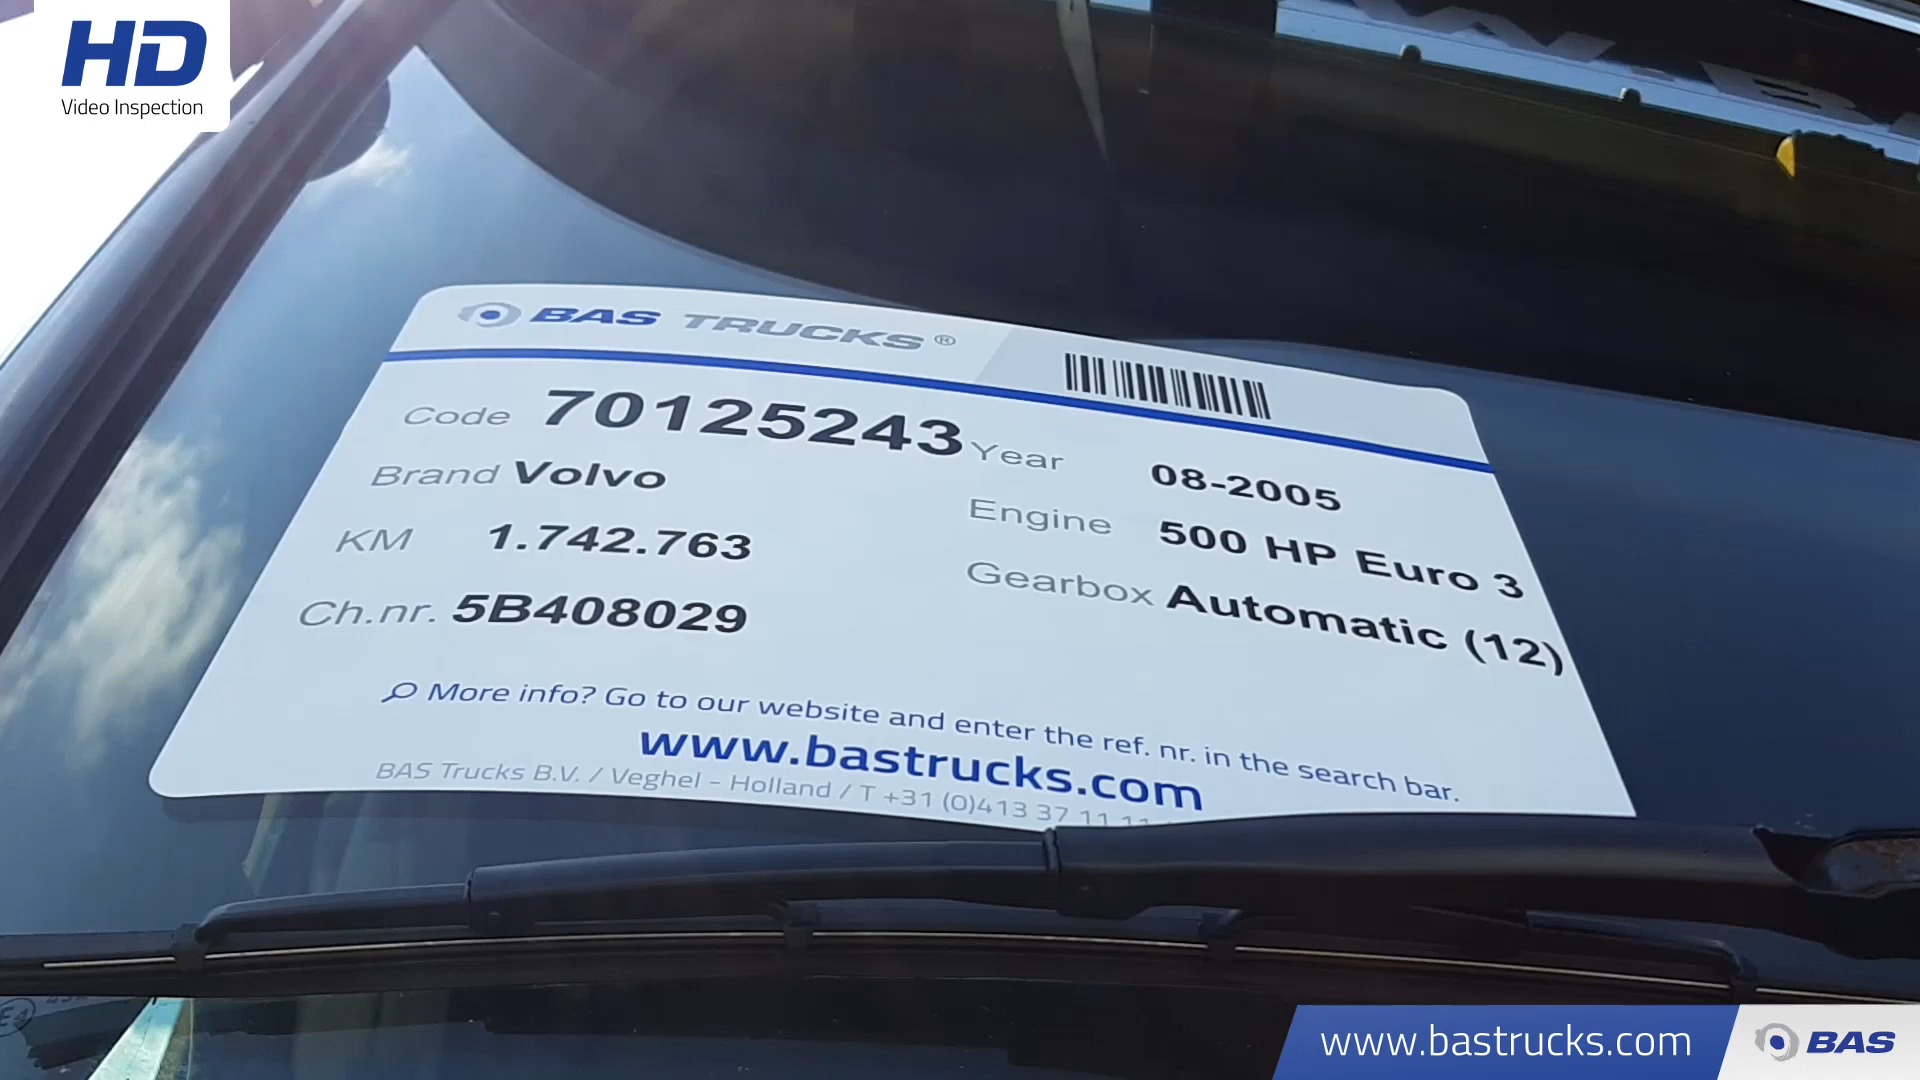 HD
Video Inspection
BAS TRUCKS®
Code 70125243
Brand Volvo
KM 1.742.763
Ch.nr. 5B408029
Year 08-2005
Engine 500 HP Euro 3
Gearbox Automatic (12)
More info? Go to our website and enter the ref. nr. in the search bar.
www.bastrucks.com
BAS Trucks B.V. / Veghel - Holland / T +31 (0)413 37 11 11
www.bastrucks.com
BAS